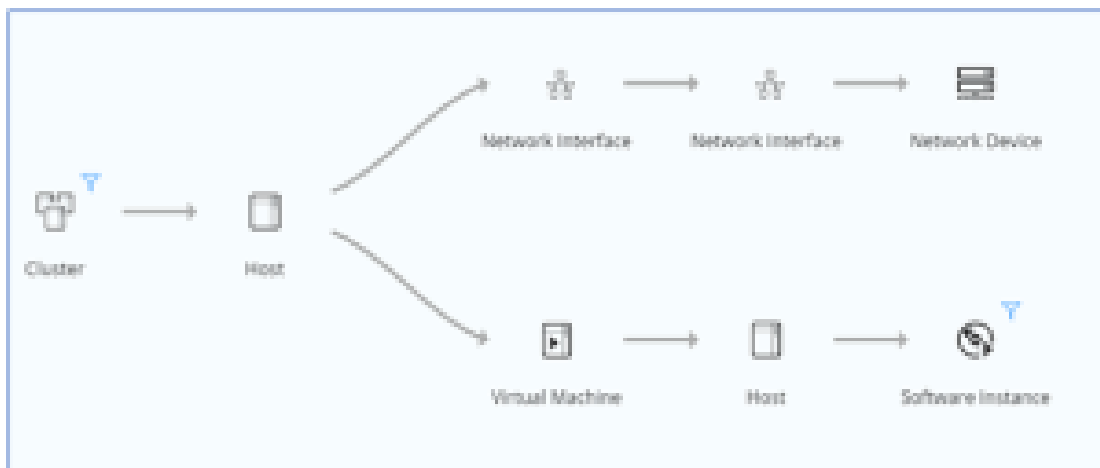 Network Interface
Network Interface
Network Device
Cluster
Host
Virtual Machine
Host
Software Instance